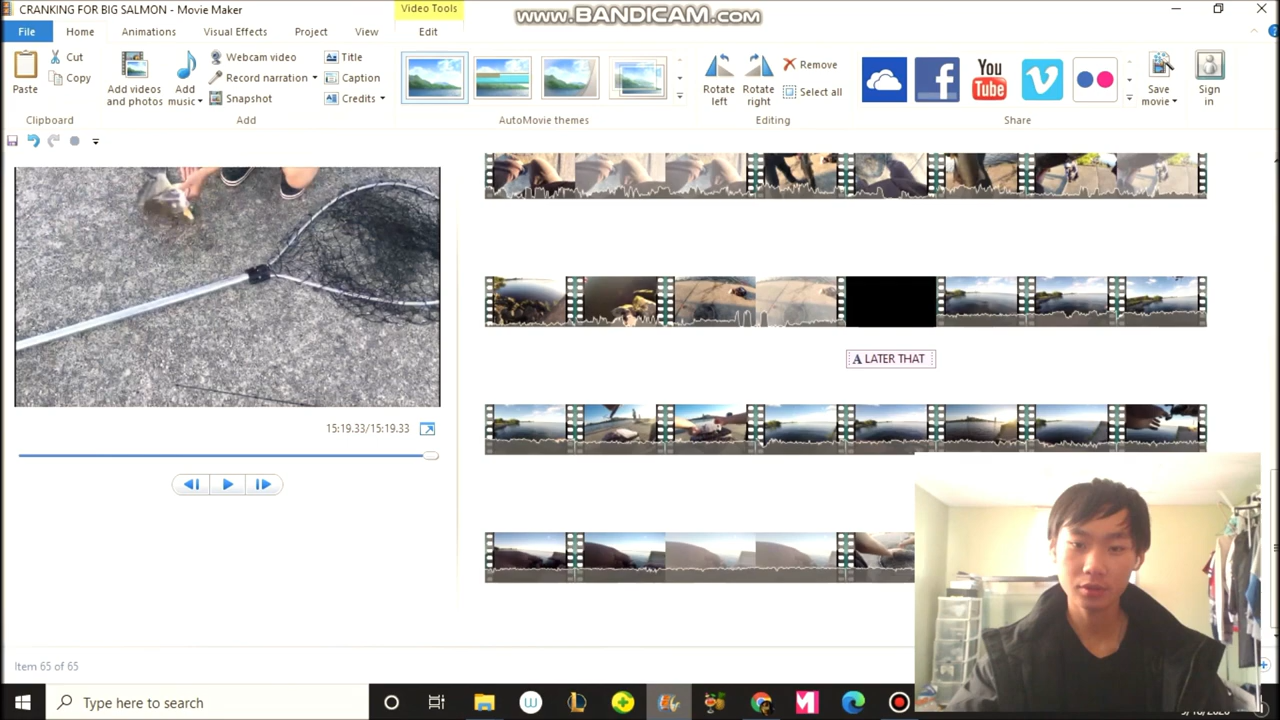 CRANKING FOR BIG SALMON - Movie Maker
Video Tools
www.BANDICAM.com
File
Home
Animations
Visual Effects
Project
View
Edit
Paste
Cut
Copy
Clipboard
Add videos
and photos
Add
music
Webcam video
Record narration
Snapshot
Title
Caption
Credits
Add
AutoMovie themes
Rotate
left
Rotate
right
Remove
Select all
Editing
You
Tube
Share
Save
movie
Sign
in
A LATER THAT
15:19.33/15:19.33
Item 65 of 65
Type here to search